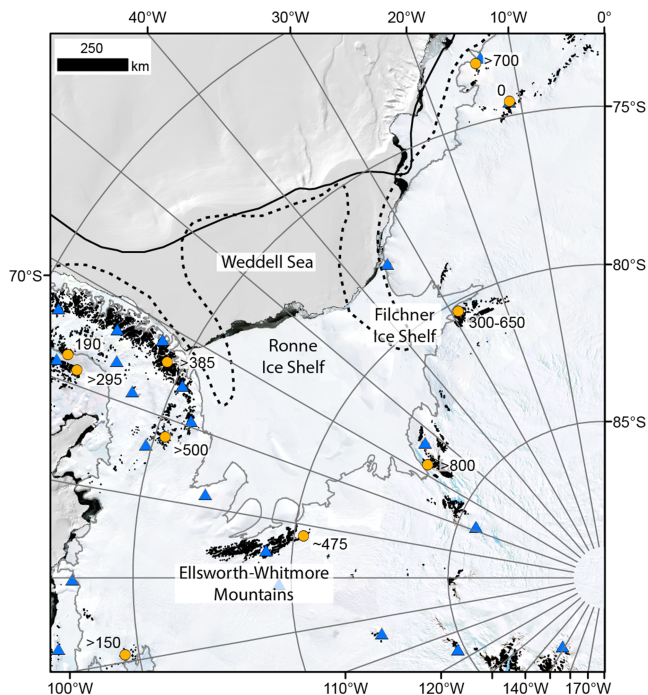 40°W 30°W 20°W 10°W 0°
250
km
>700
0
75°S
Weddell Sea
80°S
70°S
Filchner
Ice Shelf
300-650
Ronne
Ice Shelf
190
>385
>295
85°S
>500
>800
~475
Ellsworth-Whitmore
Mountains
>150
100°W 110°W 120°W 140°W 170°W